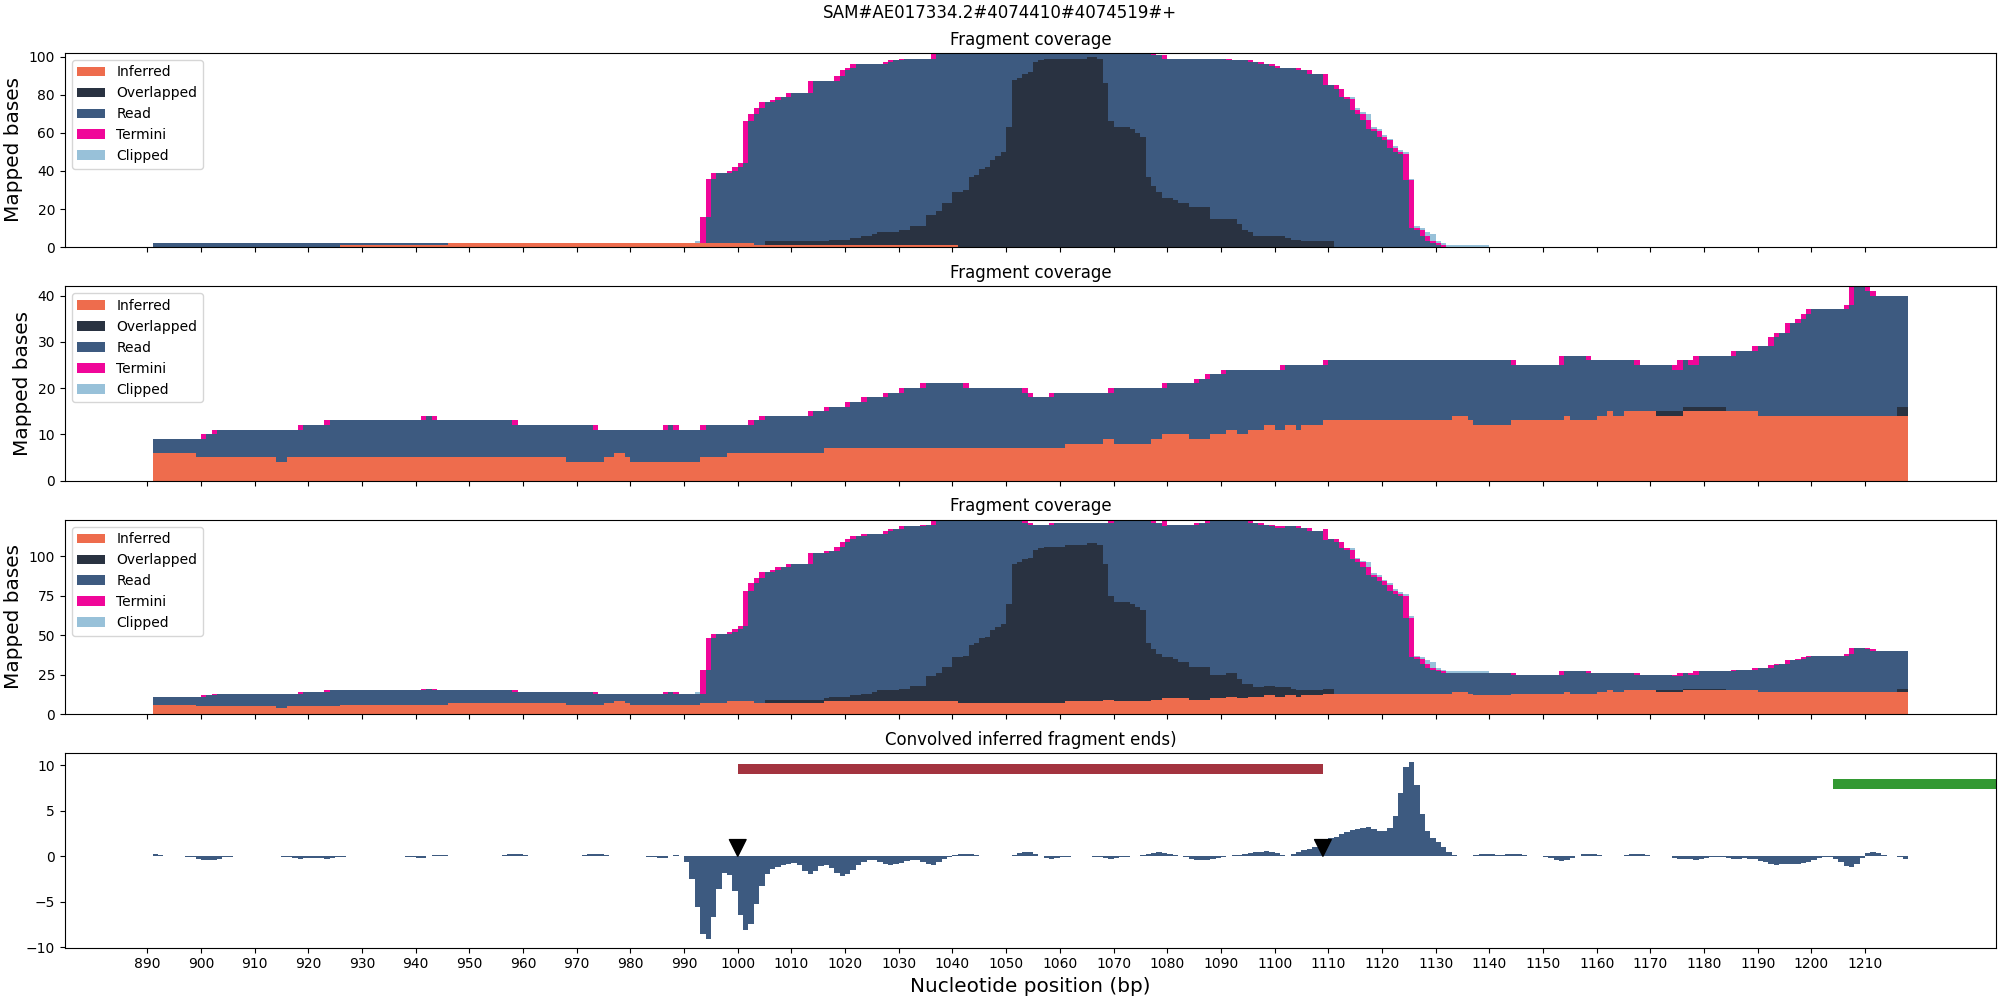 SAM#AE017334.2#4074410#4074519#+
Fragment coverage
Mapped bases
100
80
60
40
20
0
Inferred
Overlapped
Read
Termini
Clipped
Fragment coverage
Mapped bases
40
30
20
10
0
Inferred
Overlapped
Read
Termini
Clipped
Fragment coverage
Mapped bases
100
75
50
25
0
Inferred
Overlapped
Read
Termini
Clipped
Convolved inferred fragment ends)
10
5
0
−5
−10
890 900 910 920 930 940 950 960 970 980 990 1000 1010 1020 1030 1040 1050 1060 1070 1080 1090 1100 1110 1120 1130 1140 1150 1160 1170 1180 1190 1200 1210
Nucleotide position (bp)